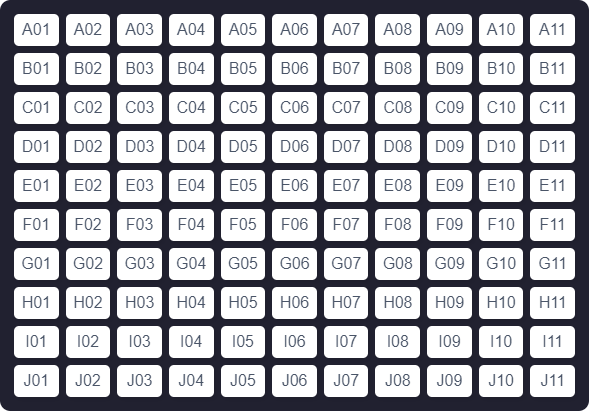 A01 A02 A03 A04 A05 A06 A07 A08 A09 A10 A11
B01 B02 B03 B04 B05 B06 B07 B08 B09 B10 B11
C01 C02 C03 C04 C05 C06 C07 C08 C09 C10 C11
D01 D02 D03 D04 D05 D06 D07 D08 D09 D10 D11
E01 E02 E03 E04 E05 E06 E07 E08 E09 E10 E11
F01 F02 F03 F04 F05 F06 F07 F08 F09 F10 F11
G01 G02 G03 G04 G05 G06 G07 G08 G09 G10 G11
H01 H02 H03 H04 H05 H06 H07 H08 H09 H10 H11
I01 I02 I03 I04 I05 I06 I07 I08 I09 I10 I11
J01 J02 J03 J04 J05 J06 J07 J08 J09 J10 J11